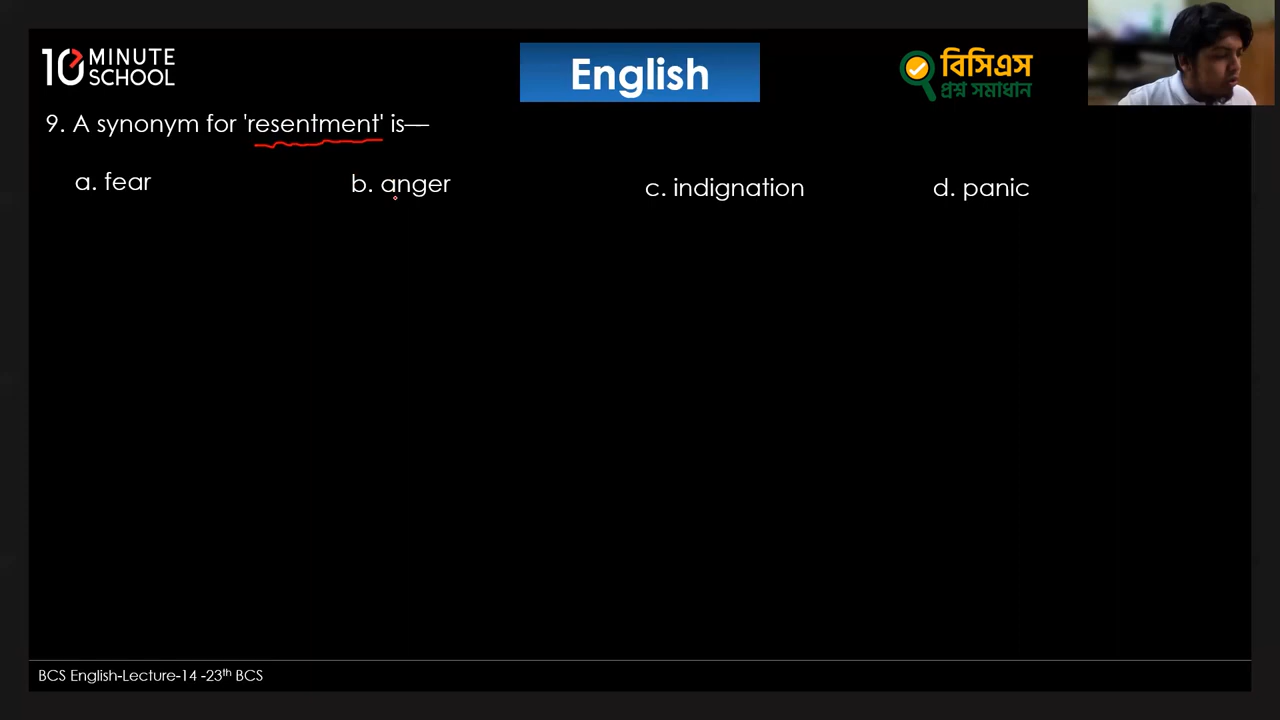 10 MINUTE SCHOOL
English
বিসিএস
প্রশ্ন সমাধান
9. A synonym for 'resentment' is—
a. fear b. anger c. indignation d. panic
BCS English-Lecture-14 -23th BCS